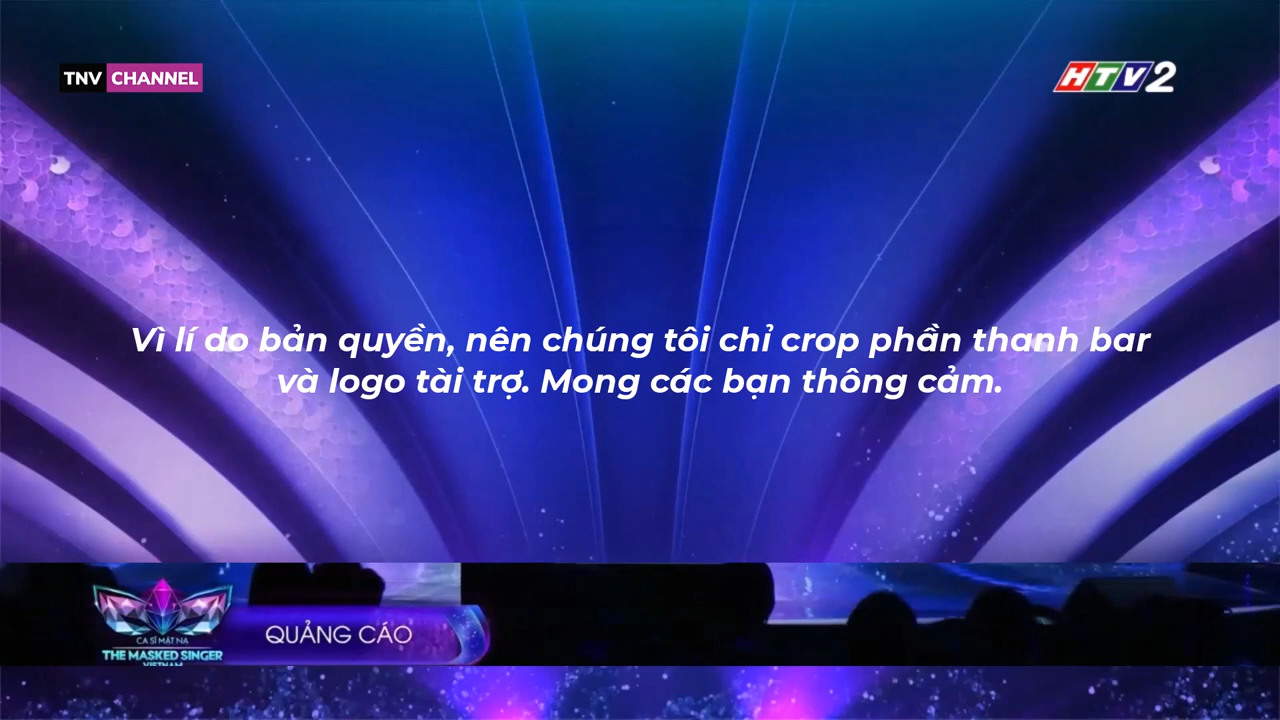 TNV CHANNEL
HTV2
Vì lí do bản quyền, nên chúng tôi chỉ crop phần thanh bar
và logo tài trợ. Mong các bạn thông cảm.
CA SĨ MẶT NẠ
THE MASKED SINGER
VIETNAM
QUẢNG CÁO